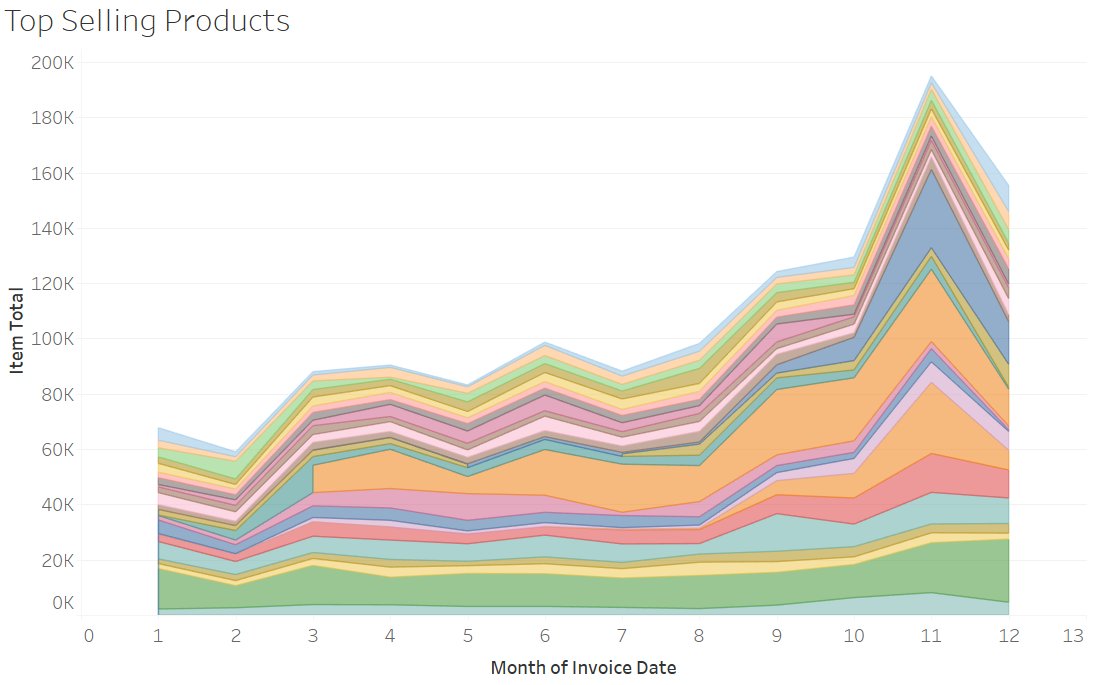 Top Selling Products
200K
180K
160K
140K
120K
100K
80K
60K
40K
20K
0K
Item Total
0 1 2 3 4 5 6 7 8 9 10 11 12 13
Month of Invoice Date